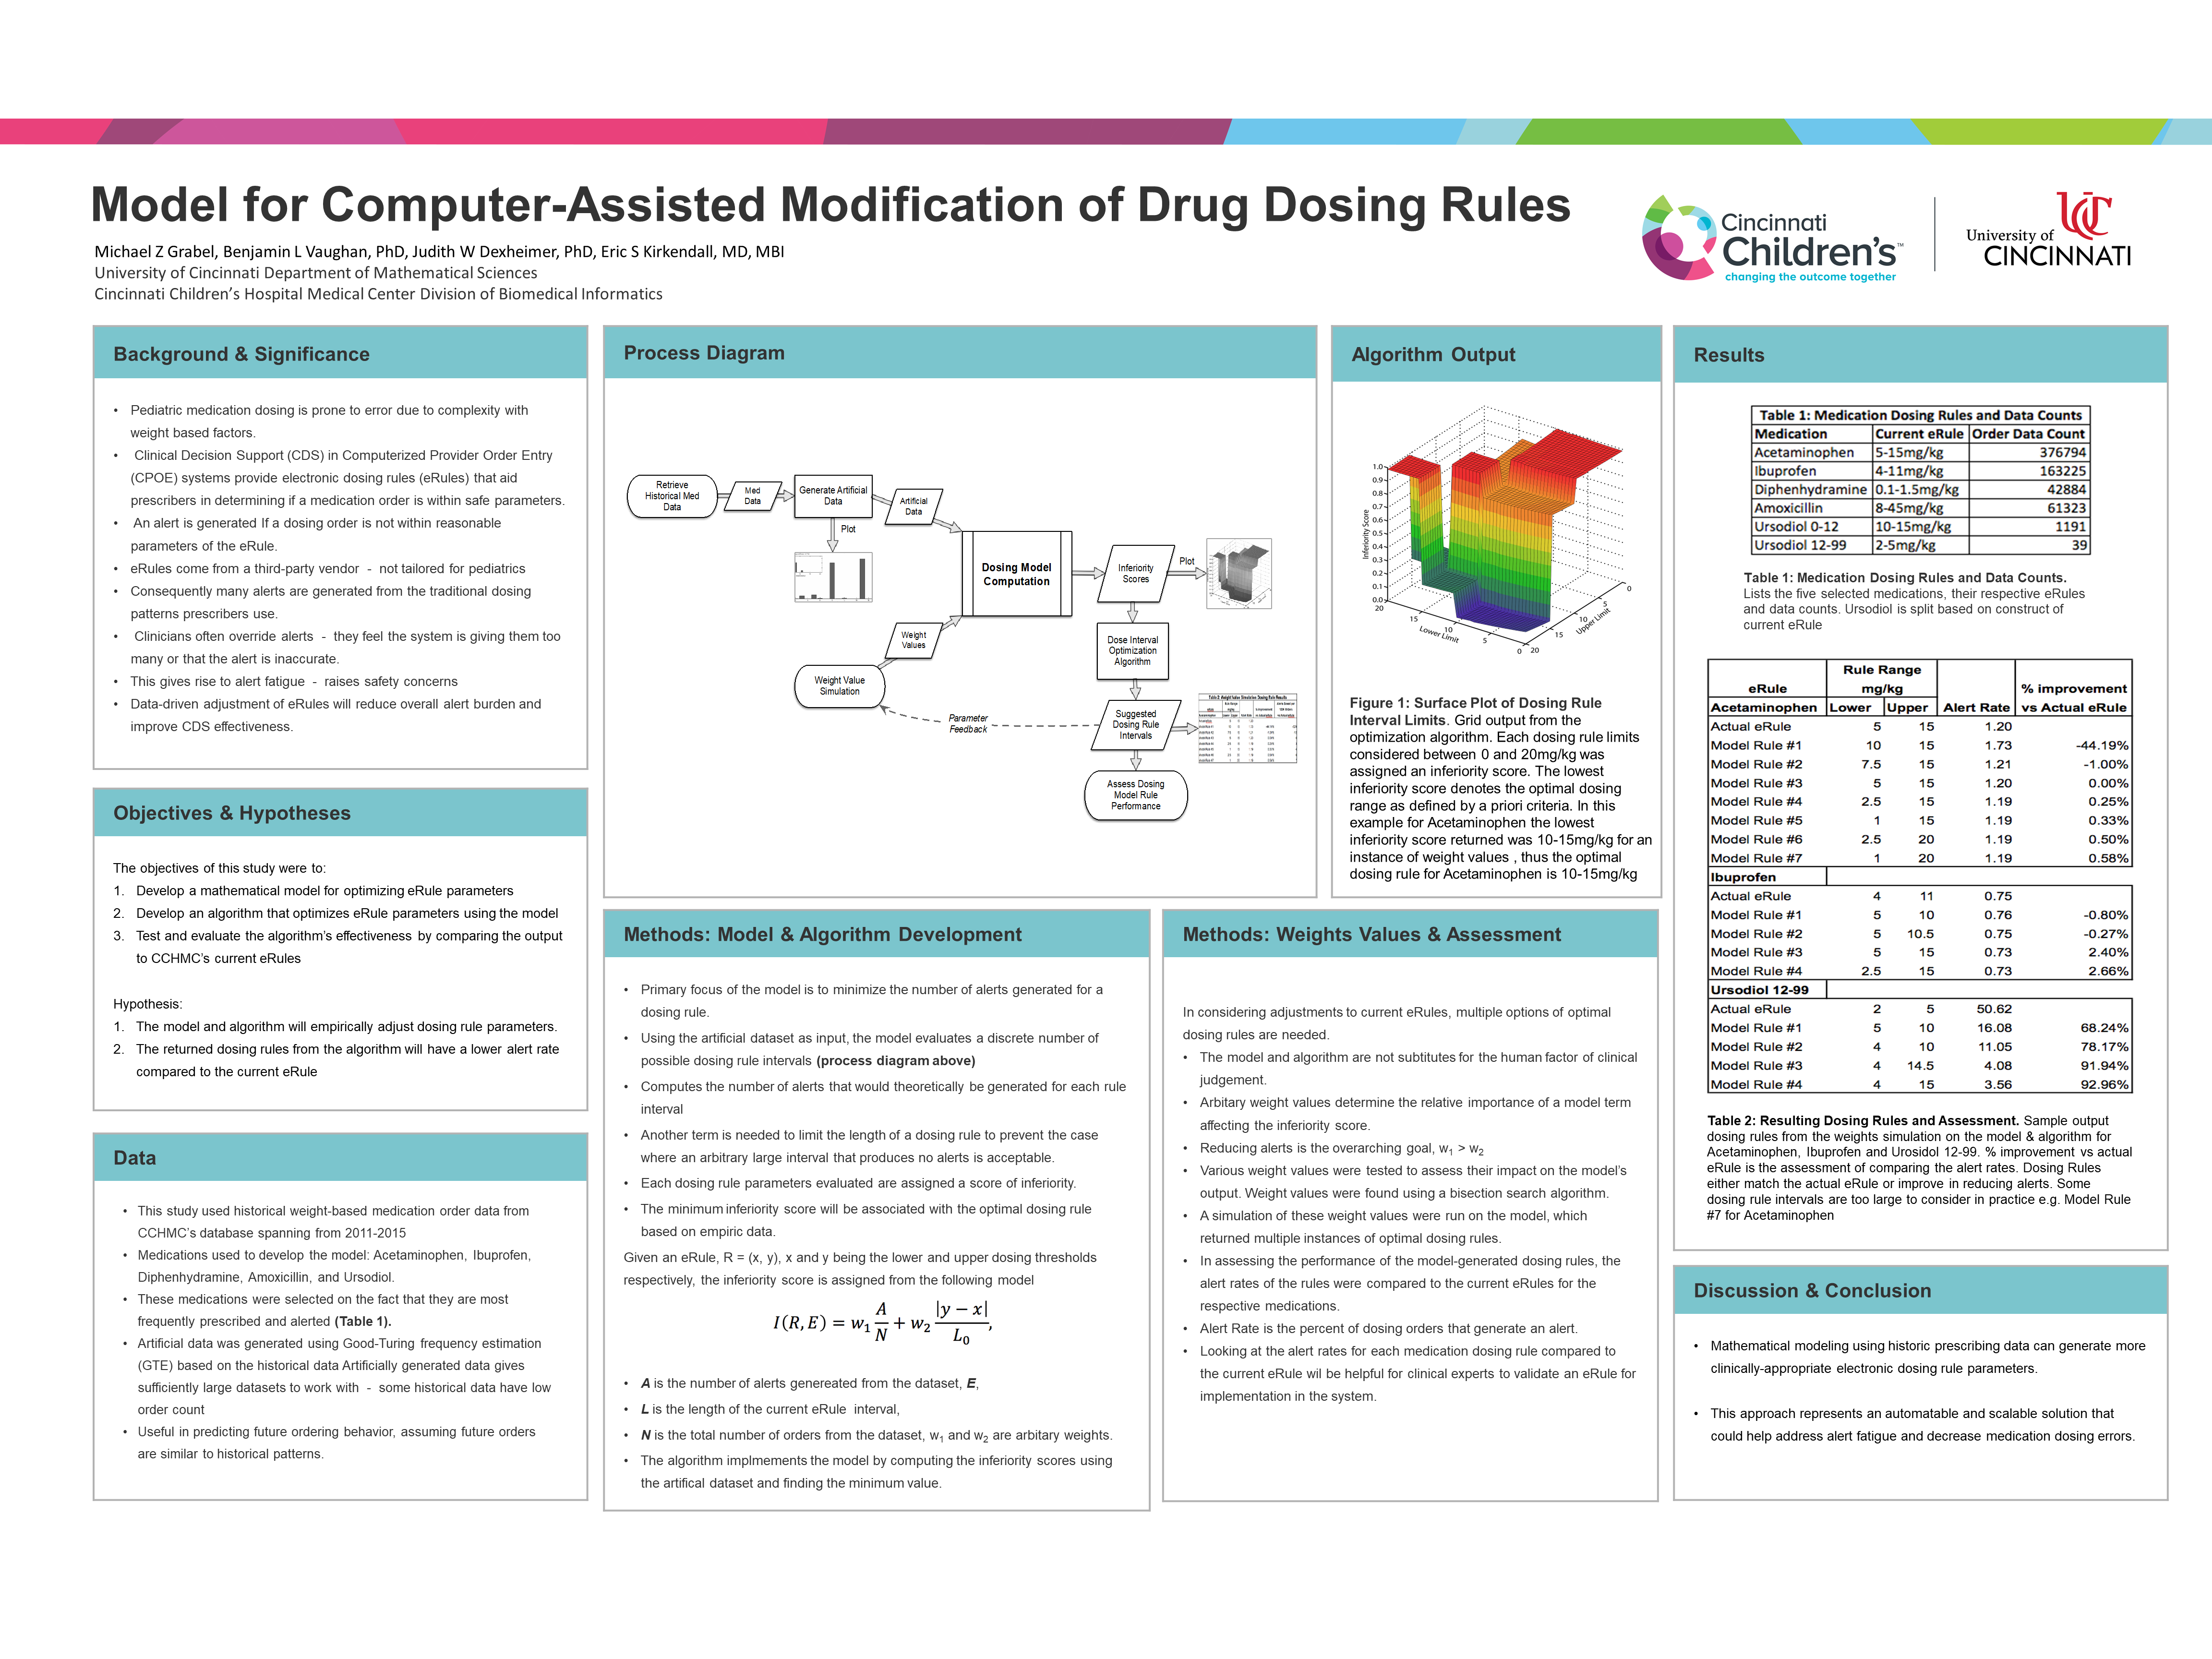 Model for Computer-Assisted Modification of Drug Dosing Rules
Michael Z Grabel, Benjamin L Vaughan, PhD, Judith W Dexheimer, PhD, Eric S Kirkendall, MD, MBI
University of Cincinnati Department of Mathematical Sciences
Cincinnati Children's Hospital Medical Center Division of Biomedical Informatics
Cincinnati
Children's™
changing the outcome together
UC
University of
CINCINNATI
Background & Significance
• Pediatric medication dosing is prone to error due to complexity with
weight based factors.
• Clinical Decision Support (CDS) in Computerized Provider Order Entry
(CPOE) systems provide electronic dosing rules (eRules) that aid
prescribers in determining if a medication order is within safe parameters.
• An alert is generated If a dosing order is not within reasonable
parameters of the eRule.
• eRules come from a third-party vendor - not tailored for pediatrics
• Consequently many alerts are generated from the traditional dosing
patterns prescribers use.
• Clinicians often override alerts - they feel the system is giving them too
many or that the alert is inaccurate.
• This gives rise to alert fatigue - raises safety concerns
• Data-driven adjustment of eRules will reduce overall alert burden and
improve CDS effectiveness.
Objectives & Hypotheses
The objectives of this study were to:
1. Develop a mathematical model for optimizing eRule parameters
2. Develop an algorithm that optimizes eRule parameters using the model
3. Test and evaluate the algorithm's effectiveness by comparing the output
to CCHMC's current eRules
Hypothesis:
1. The model and algorithm will empirically adjust dosing rule parameters.
2. The returned dosing rules from the algorithm will have a lower alert rate
compared to the current eRule
Data
• This study used historical weight-based medication order data from
CCHMC's database spanning from 2011-2015
• Medications used to develop the model: Acetaminophen, Ibuprofen,
Diphenhydramine, Amoxicillin, and Ursodiol.
• These medications were selected on the fact that they are most
frequently prescribed and alerted (Table 1).
• Artificial data was generated using Good-Turing frequency estimation
(GTE) based on the historical data Artificially generated data gives
sufficiently large datasets to work with - some historical data have low
order count
• Useful in predicting future ordering behavior, assuming future orders
are similar to historical patterns.
Process Diagram
Retrieve
Historical Med
Data
Med
Data
Generate Artificial
Data
Artificial
Data
Plot
Dosing Model
Computation
Inferiority
Scores
Plot
Weight
Values
Weight Value
Simulation
Dose Interval
Optimization
Algorithm
Parameter
Feedback
Suggested
Dosing Rule
Intervals
Assess Dosing
Model Rule
Performance
Algorithm Output
Inferiority Score
1.0
0.9
0.8
0.7
0.6
0.5
0.4
0.3
0.2
0.1
0.0
20
15
10
5
0
Lower Limit
20
15
10
5
0
Upper Limit
Figure 1: Surface Plot of Dosing Rule
Interval Limits. Grid output from the
optimization algorithm. Each dosing rule limits
considered between 0 and 20mg/kg was
assigned an inferiority score. The lowest
inferiority score denotes the optimal dosing
range as defined by a priori criteria. In this
example for Acetaminophen the lowest
inferiority score returned was 10-15mg/kg for an
instance of weight values , thus the optimal
dosing rule for Acetaminophen is 10-15mg/kg
Methods: Model & Algorithm Development
• Primary focus of the model is to minimize the number of alerts generated for a
dosing rule.
• Using the artificial dataset as input, the model evaluates a discrete number of
possible dosing rule intervals (process diagram above)
• Computes the number of alerts that would theoretically be generated for each rule
interval
• Another term is needed to limit the length of a dosing rule to prevent the case
where an arbitrary large interval that produces no alerts is acceptable.
• Each dosing rule parameters evaluated are assigned a score of inferiority.
• The minimum inferiority score will be associated with the optimal dosing rule
based on empiric data.
Given an eRule, R = (x, y), x and y being the lower and upper dosing thresholds
respectively, the inferiority score is assigned from the following model
I(R, E) = w₁ A/N + w₂ |y − x|/L₀,
• A is the number of alerts genereated from the dataset, E,
• L is the length of the current eRule interval,
• N is the total number of orders from the dataset, w₁ and w₂ are arbitary weights.
• The algorithm implmements the model by computing the inferiority scores using
the artifical dataset and finding the minimum value.
Methods: Weights Values & Assessment
In considering adjustments to current eRules, multiple options of optimal
dosing rules are needed.
• The model and algorithm are not subtitutes for the human factor of clinical
judgement.
• Arbitary weight values determine the relative importance of a model term
affecting the inferiority score.
• Reducing alerts is the overarching goal, w₁ > w₂
• Various weight values were tested to assess their impact on the model's
output. Weight values were found using a bisection search algorithm.
• A simulation of these weight values were run on the model, which
returned multiple instances of optimal dosing rules.
• In assessing the performance of the model-generated dosing rules, the
alert rates of the rules were compared to the current eRules for the
respective medications.
• Alert Rate is the percent of dosing orders that generate an alert.
• Looking at the alert rates for each medication dosing rule compared to
the current eRule wil be helpful for clinical experts to validate an eRule for
implementation in the system.
Results
Table 1: Medication Dosing Rules and Data Counts
Medication Current eRule Order Data Count
Acetaminophen 5-15mg/kg 376794
Ibuprofen 4-11mg/kg 163225
Diphenhydramine 0.1-1.5mg/kg 42884
Amoxicillin 8-45mg/kg 61323
Ursodiol 0-12 10-15mg/kg 1191
Ursodiol 12-99 2-5mg/kg 39
Table 1: Medication Dosing Rules and Data Counts.
Lists the five selected medications, their respective eRules
and data counts. Ursodiol is split based on construct of
current eRule
Rule Range
eRule mg/kg % improvement
Acetaminophen Lower Upper Alert Rate vs Actual eRule
Actual eRule 5 15 1.20
Model Rule #1 10 15 1.73 -44.19%
Model Rule #2 7.5 15 1.21 -1.00%
Model Rule #3 5 15 1.20 0.00%
Model Rule #4 2.5 15 1.19 0.25%
Model Rule #5 1 15 1.19 0.33%
Model Rule #6 2.5 20 1.19 0.50%
Model Rule #7 1 20 1.19 0.58%
Ibuprofen
Actual eRule 4 11 0.75
Model Rule #1 5 10 0.76 -0.80%
Model Rule #2 5 10.5 0.75 -0.27%
Model Rule #3 5 15 0.73 2.40%
Model Rule #4 2.5 15 0.73 2.66%
Ursodiol 12-99
Actual eRule 2 5 50.62
Model Rule #1 5 10 16.08 68.24%
Model Rule #2 4 10 11.05 78.17%
Model Rule #3 4 14.5 4.08 91.94%
Model Rule #4 4 15 3.56 92.96%
Table 2: Resulting Dosing Rules and Assessment. Sample output
dosing rules from the weights simulation on the model & algorithm for
Acetaminophen, Ibuprofen and Urosidol 12-99. % improvement vs actual
eRule is the assessment of comparing the alert rates. Dosing Rules
either match the actual eRule or improve in reducing alerts. Some
dosing rule intervals are too large to consider in practice e.g. Model Rule
#7 for Acetaminophen
Discussion & Conclusion
• Mathematical modeling using historic prescribing data can generate more
clinically-appropriate electronic dosing rule parameters.
• This approach represents an automatable and scalable solution that
could help address alert fatigue and decrease medication dosing errors.